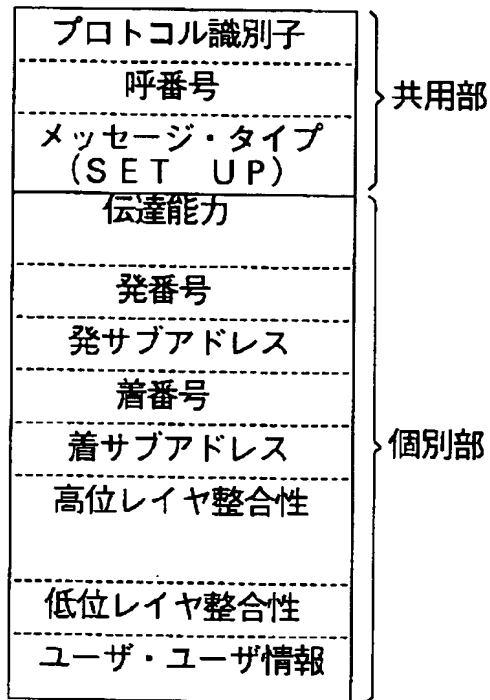 プロトコル識別子
呼番号
メッセージ・タイプ
(SET UP)
共用部
伝達能力
発番号
発サブアドレス
着番号
着サブアドレス
高位レイヤ整合性
低位レイヤ整合性
ユーザ・ユーザ情報
個別部